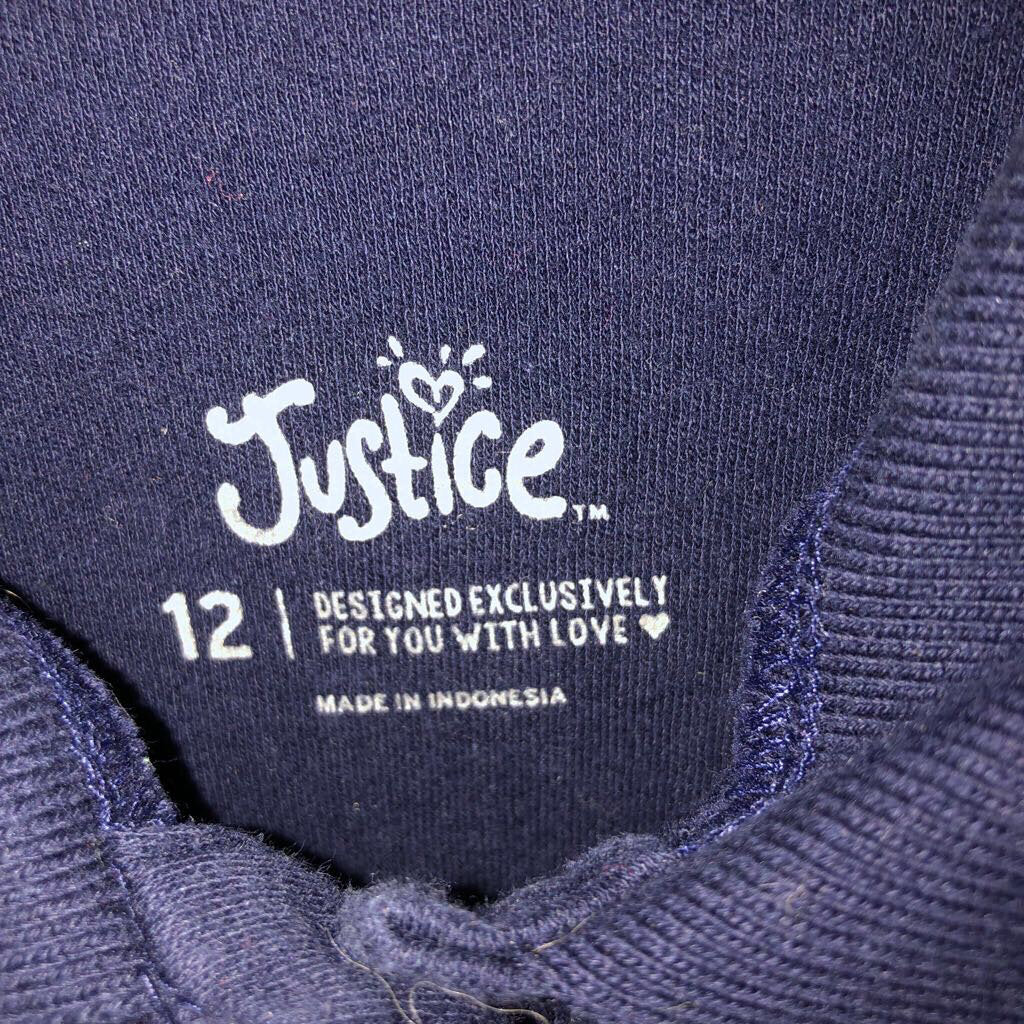 Justice™
12 | DESIGNED EXCLUSIVELY
FOR YOU WITH LOVE ♥
MADE IN INDONESIA